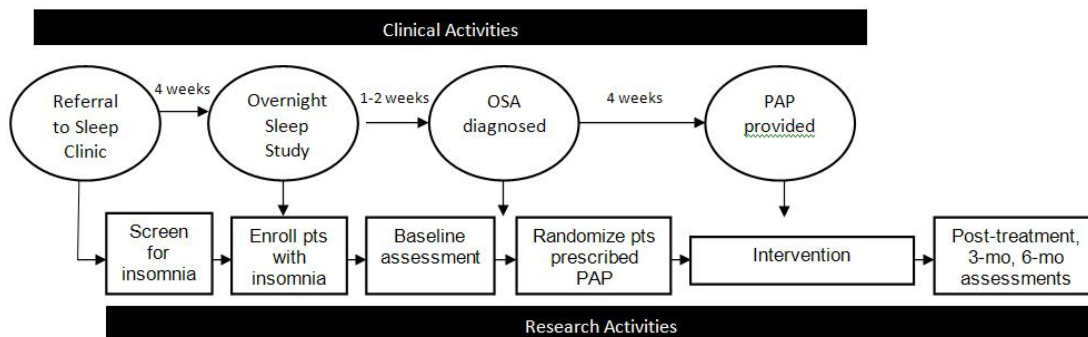 Clinical Activities
Referral
to Sleep
Clinic
4 weeks
Overnight
Sleep
Study
1-2 weeks
OSA
diagnosed
4 weeks
PAP
provided
Screen
for
insomnia
Enroll pts
with
insomnia
Baseline
assessment
Randomize pts
prescribed
PAP
Intervention
Post-treatment,
3-mo, 6-mo
assessments
Research Activities